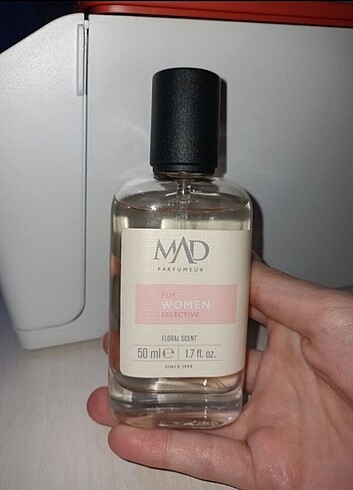 MAD
PARFUMEUR
FOR
WOMEN
SELECTIVE
FLORAL SCENT
50 ml ℮ 1.7 fl. oz.
SINCE 1999